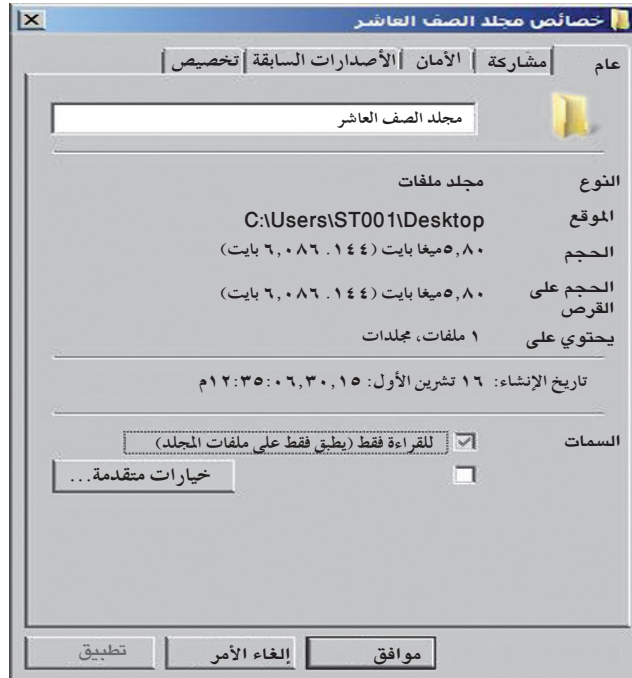 خصائص مجلد الصف العاشر
عام مشاركة الأمان الأصدارات السابقة تخصيص
مجلد الصف العاشر
النوع مجلد ملفات
الموقع C:\Users\ST001\Desktop
الحجم ٥,٨٠ميغا بايت (٦,٠٨٦ .١٤٤ بايت)
الحجم على القرص ٥,٨٠ميغا بايت (٦,٠٨٦ .١٤٤ بايت)
يحتوي على ١ ملفات، مجلدات
تاريخ الإنشاء: ١٦ تشرين الأول: ١٢:٣٥:٠٦,٣٠,١٥م
السمات للقراءة فقط (يطبق فقط على ملفات المجلد)
خيارات متقدمة...
موافق إلغاء الأمر تطبيق